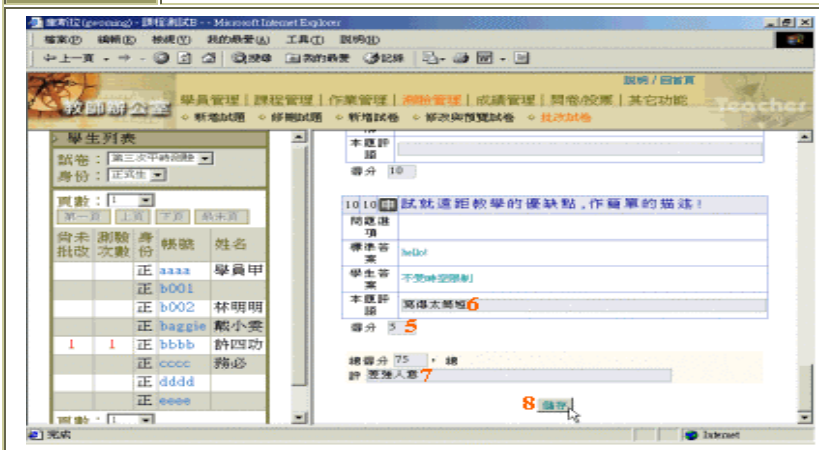 (gwoming) - 課程測試B - - Microsoft Internet Explorer
檔案(F) 編輯(E) 檢視(V) 我的最愛(A) 工具(T) 說明(H)
上一頁 搜尋 我的最愛 記錄
說明 / 回首頁
教師辦公室 學員管理 | 課程管理 | 作業管理 | 測驗管理 | 成績管理 | 問卷/投票 | 其它功能 Teacher
新增試題 修刪試題 新增試卷 修改與預覽試卷 批改試卷
學生列表
試卷： 第三次平時測驗
身份： 正式生
頁數： 1
第一頁 上頁 下頁 最末頁
尚未批改 測驗次數 身份 帳號 姓名
正 aaaa 學員甲
正 b001
正 b002 林明明
正 baggie 戴小雯
1 1 正 bbbb 許四功
正 cccc 務必
正 dddd
正 eeee
頁數： 1
本題評語
得分 10
10 10 中 試就遠距教學的優缺點，作簡單的描述！
問題選項
標準答案 hello!
學生答案 不受時空限制
本題評語 寫得太簡短 6
得分 5 5
總得分 75 ， 總評 差強人意 7
8 儲存
完成 Internet